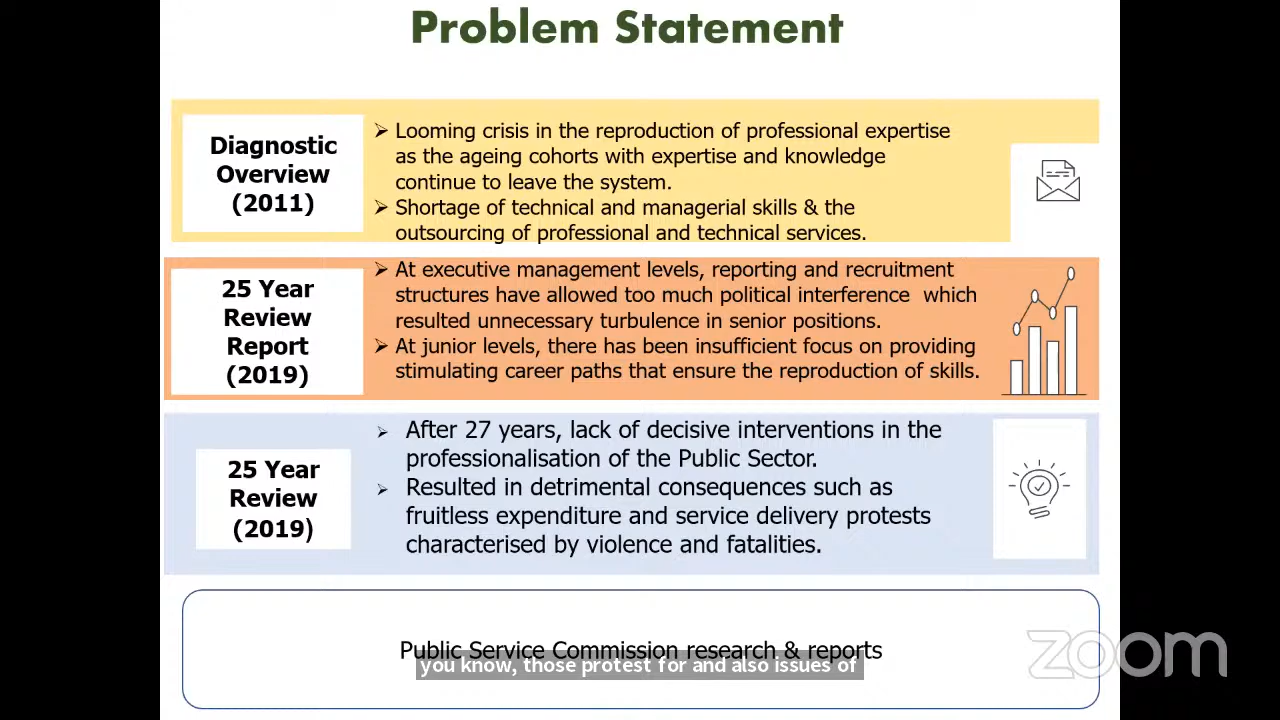 Problem Statement
Diagnostic
Overview
(2011)
➢ Looming crisis in the reproduction of professional expertise
as the ageing cohorts with expertise and knowledge
continue to leave the system.
➢ Shortage of technical and managerial skills & the
outsourcing of professional and technical services.
25 Year
Review
Report
(2019)
➢ At executive management levels, reporting and recruitment
structures have allowed too much political interference which
resulted unnecessary turbulence in senior positions.
➢ At junior levels, there has been insufficient focus on providing
stimulating career paths that ensure the reproduction of skills.
25 Year
Review
(2019)
➢ After 27 years, lack of decisive interventions in the
professionalisation of the Public Sector.
➢ Resulted in detrimental consequences such as
fruitless expenditure and service delivery protests
characterised by violence and fatalities.
Public Service Commission research & reports
you know, those protest for and also issues of
zoom